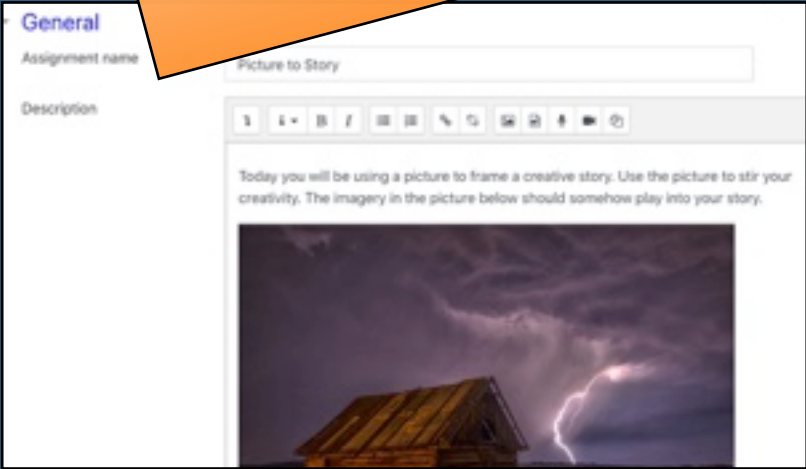 General
Assignment name
Picture to Story
Description
Today you will be using a picture to frame a creative story. Use the picture to stir your
creativity. The imagery in the picture below should somehow play into your story.